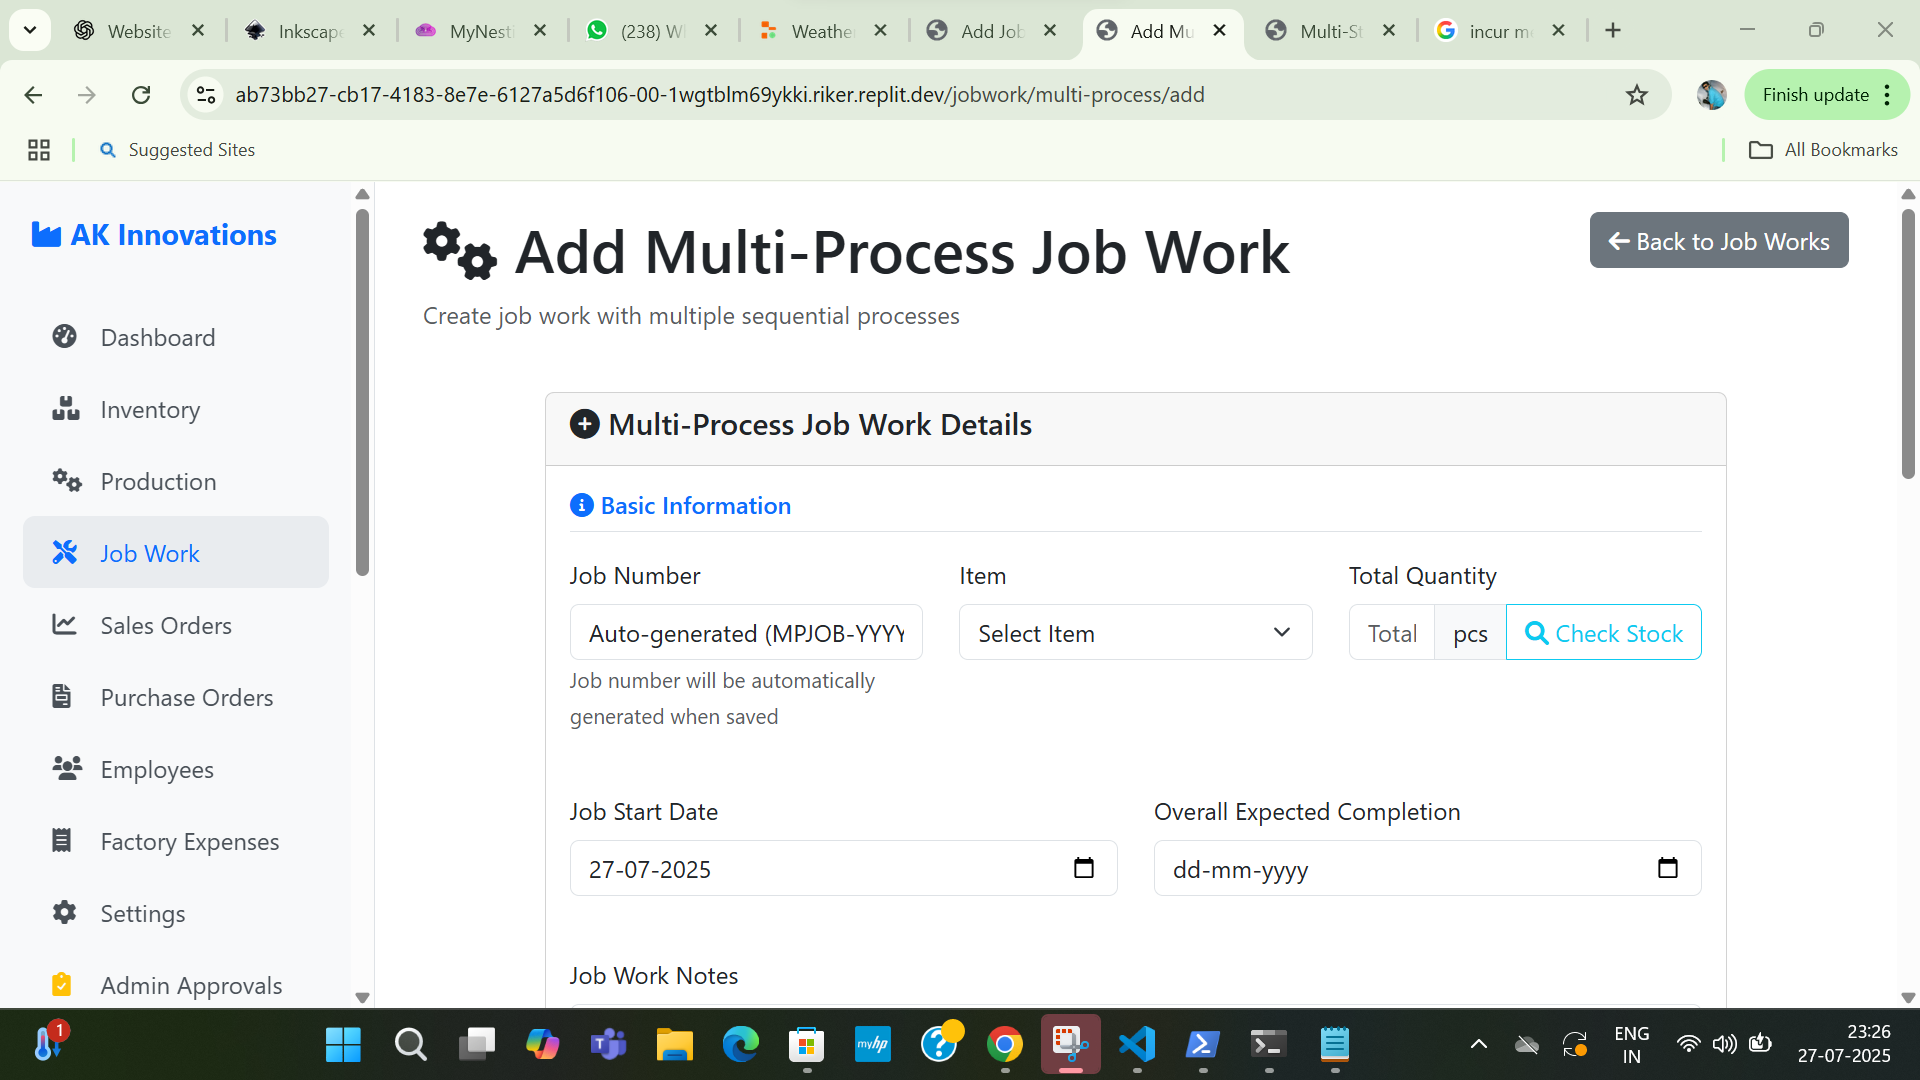 Website
Inkscape
MyNesti
(238) W
Weather
Add Job
Add Mu
Multi-St
incur m
ab73bb27-cb17-4183-8e7e-6127a5d6f106-00-1wgtblm69ykki.riker.replit.dev/jobwork/multi-process/add
Finish update
Suggested Sites
All Bookmarks
AK Innovations
Dashboard
Inventory
Production
Job Work
Sales Orders
Purchase Orders
Employees
Factory Expenses
Settings
Admin Approvals
Add Multi-Process Job Work
Back to Job Works
Create job work with multiple sequential processes
Multi-Process Job Work Details
Basic Information
Job Number
Item
Total Quantity
Auto-generated (MPJOB-YYYY
Select Item
Total
pcs
Check Stock
Job number will be automatically
generated when saved
Job Start Date
Overall Expected Completion
27-07-2025
dd-mm-yyyy
Job Work Notes
1
myhp
ENG
IN
23:26
27-07-2025